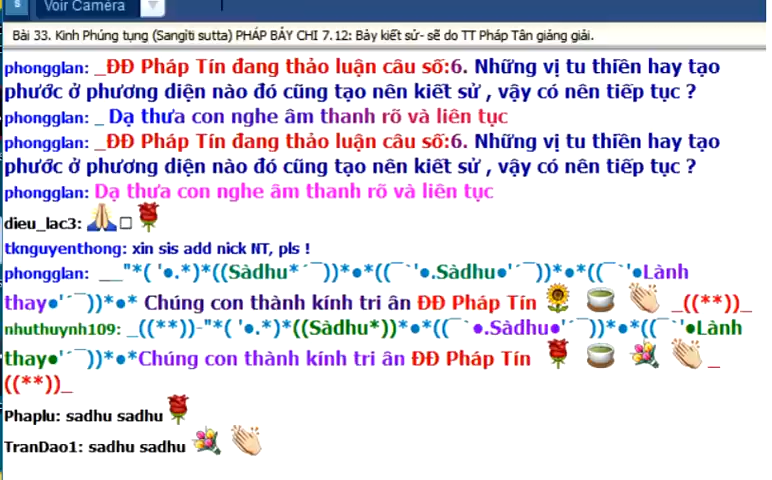 s Voir Caméra
Bài 33. Kinh Phúng tụng (Sangìti sutta) PHÁP BẢY CHI 7.12: Bảy kiết sử- sẽ do TT Pháp Tân giảng giải.
phongglan: _ĐĐ Pháp Tín đang thảo luận câu số:6. Những vị tu thiền hay tạo
phước ở phương diện nào đó cũng tạo nên kiết sử , vậy có nên tiếp tục ?
phongglan: _ Dạ thưa con nghe âm thanh rõ và liên tục
phongglan: _ĐĐ Pháp Tín đang thảo luận câu số:6. Những vị tu thiền hay tạo
phước ở phương diện nào đó cũng tạo nên kiết sử , vậy có nên tiếp tục ?
phongglan: Dạ thưa con nghe âm thanh rõ và liên tục
dieu_lac3: 🙏🌹
tknguyenthong: xin sis add nick NT, pls !
phongglan: __"*( '●.*)*((Sàdhu*´¯))*●*((¯`'●.Sàdhu●'´¯))*●*((¯`'●Lành
thay●'´¯))*●* Chúng con thành kính tri ân ĐĐ Pháp Tín 🌻 🍵 👏 _((**))_
nhuthuynh109: _((**))-"*( '●.*)*((Sàdhu*))*●*((¯`●.Sàdhu●'´¯))*●*((¯`'●Lành
thay●'´¯))*●*Chúng con thành kính tri ân ĐĐ Pháp Tín 🌹 🍵 💐 👏 _
((**))_
Phaplu: sadhu sadhu 🌹
TranDao1: sadhu sadhu 💐 👏